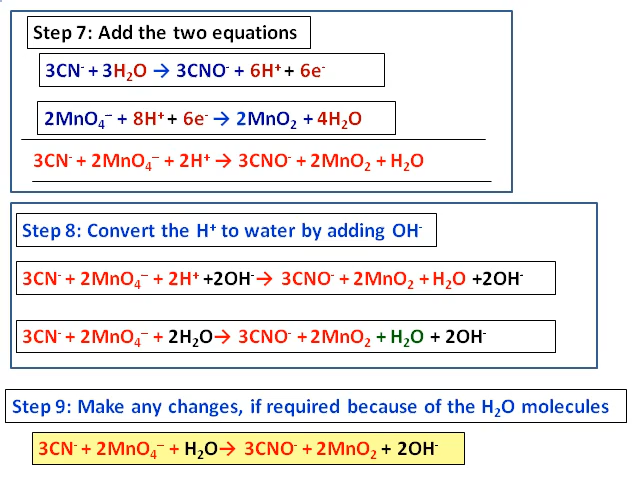 Step 7: Add the two equations
3CN⁻ + 3H₂O → 3CNO⁻ + 6H⁺ + 6e⁻
2MnO₄⁻ + 8H⁺ + 6e⁻ → 2MnO₂ + 4H₂O
3CN⁻ + 2MnO₄⁻ + 2H⁺ → 3CNO⁻ + 2MnO₂ + H₂O
Step 8: Convert the H⁺ to water by adding OH⁻
3CN⁻ + 2MnO₄⁻ + 2H⁺ +2OH⁻→ 3CNO⁻ + 2MnO₂ + H₂O +2OH⁻
3CN⁻ + 2MnO₄⁻ + 2H₂O→ 3CNO⁻ + 2MnO₂ + H₂O + 2OH⁻
Step 9: Make any changes, if required because of the H₂O molecules
3CN⁻ + 2MnO₄⁻ + H₂O→ 3CNO⁻ + 2MnO₂ + 2OH⁻